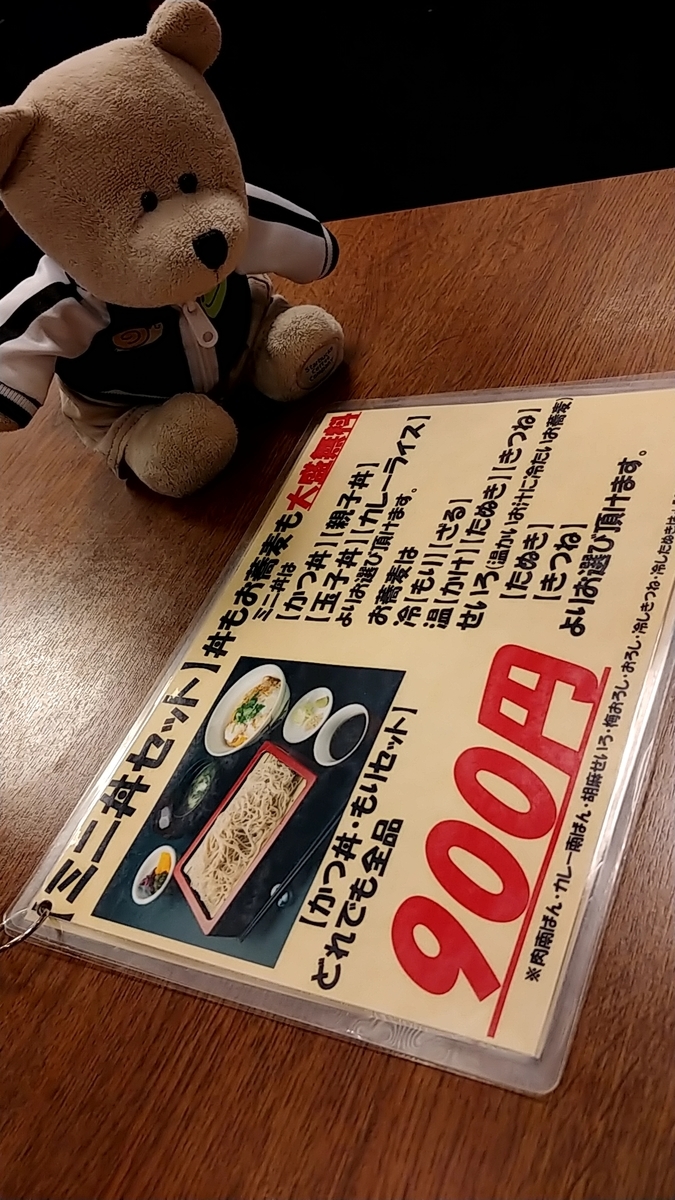 【ミニ丼セット】丼もお蕎麦も大盛無料
ミニ丼は
【かつ丼】【親子丼】
【玉子丼】【カレーライス】
よりお選び頂けます。
お蕎麦は
冷【もり】【ざる】
温【かけ】【たぬき】【きつね】
せいろ(温かいお汁に冷たいお蕎麦)
【たぬき】
【きつね】
よりお選び頂けます。
【かつ丼・もりセット】
どれでも全品
900円
※肉南ばん・カレー南ばん・胡麻せいろ・梅おろし・おろし・冷しきつね・冷したぬきは